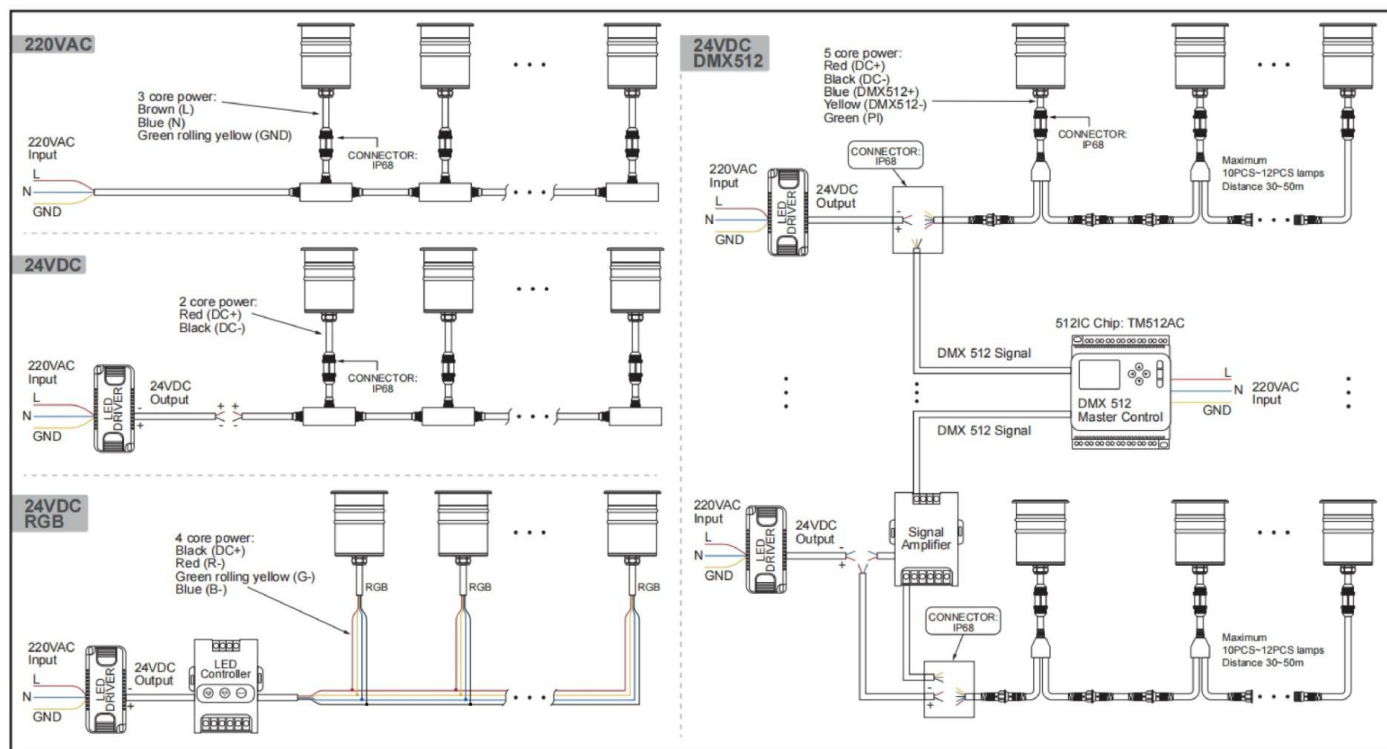 220VAC
3 core power:
Brown (L)
Blue (N)
Green rolling yellow (GND)
CONNECTOR:
IP68
220VAC
Input
L
N
GND
24VDC
2 core power:
Red (DC+)
Black (DC-)
CONNECTOR:
IP68
220VAC
Input
L
N
GND
LED
DRIVER
24VDC
Output
-
+
+ +
- -
24VDC
RGB
4 core power:
Black (DC+)
Red (R-)
Green rolling yellow (G-)
Blue (B-)
RGB
RGB
RGB
220VAC
Input
L
N
GND
LED
DRIVER
24VDC
Output
-
+
LED
Controller
24VDC
DMX512
5 core power:
Red (DC+)
Black (DC-)
Blue (DMX512+)
Yellow (DMX512-)
Green (PI)
CONNECTOR:
IP68
CONNECTOR:
IP68
220VAC
Input
L
N
GND
LED
DRIVER
24VDC
Output
-
+
Maximum
10PCS~12PCS lamps
Distance 30~50m
512IC Chip: TM512AC
DMX 512 Signal
DMX 512
Master Control
L
N
GND
220VAC
Input
DMX 512 Signal
220VAC
Input
L
N
GND
LED
DRIVER
24VDC
Output
-
+
Signal
Amplifier
CONNECTOR:
IP68
-
+
Maximum
10PCS~12PCS lamps
Distance 30~50m